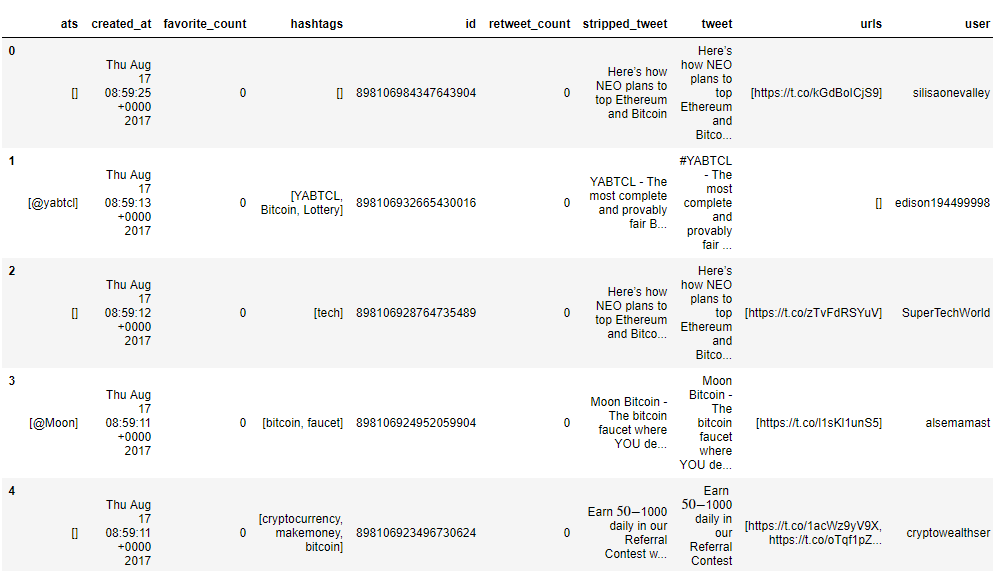 ats created_at favorite_count hashtags id retweet_count stripped_tweet tweet urls user
0
[]
Thu Aug
17
08:59:25
+0000
2017
0
[]
898106984347643904
0
Here’s how
NEO plans to
top Ethereum
and Bitcoin
Here’s
how NEO
plans to
top
Ethereum
and
Bitco...
[https://t.co/kGdBolCjS9]
silisaonevalley
1
[@yabtcl]
Thu Aug
17
08:59:13
+0000
2017
0
[YABTCL,
Bitcoin, Lottery]
898106932665430016
0
YABTCL - The
most complete
and provably
fair B...
#YABTCL
- The
most
complete
and
provably
fair ...
[]
edison194499998
2
[]
Thu Aug
17
08:59:12
+0000
2017
0
[tech]
898106928764735489
0
Here’s how
NEO plans to
top Ethereum
and Bitco...
Here’s
how NEO
plans to
top
Ethereum
and
Bitco...
[https://t.co/zTvFdRSYuV]
SuperTechWorld
3
[@Moon]
Thu Aug
17
08:59:11
+0000
2017
0
[bitcoin, faucet]
898106924952059904
0
Moon Bitcoin -
The bitcoin
faucet where
YOU de...
Moon
Bitcoin -
The
bitcoin
faucet
where
YOU de...
[https://t.co/l1sKl1unS5]
alsemamast
4
[]
Thu Aug
17
08:59:11
+0000
2017
0
[cryptocurrency,
makemoney,
bitcoin]
898106923496730624
0
Earn 50−1000
daily in our
Referral
Contest w...
Earn
50−1000
daily in
our
Referral
Contest
[https://t.co/1acWz9yV9X,
https://t.co/oTqf1pZ...
cryptowealthser